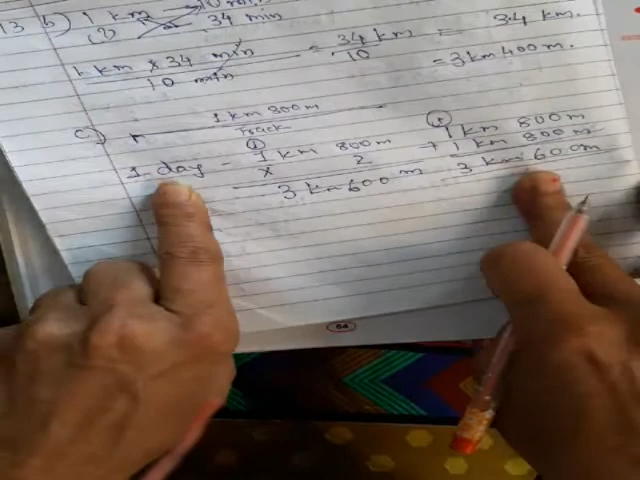 13 b) 1 km 10 min
(?) 34 min
1 km × 34 min = 34 km = 34 km.
10 min 10
= 3 km 400 m.
c) 1 km 800 m
Track
1 day - 1 km 800 m + 1 km 800 m
× 2 1 km 800 m
3 km 600 m 3 km 600m
64